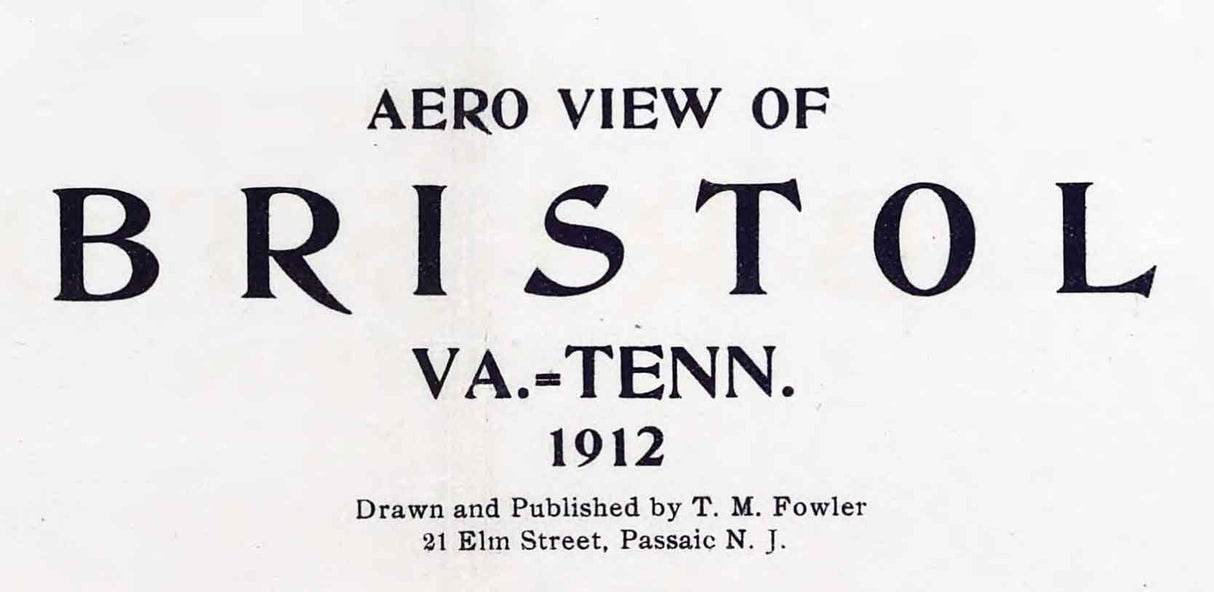 AERO VIEW OF
BRISTOL
VA.=TENN.
1912
Drawn and Published by T. M. Fowler
21 Elm Street, Passaic N. J.